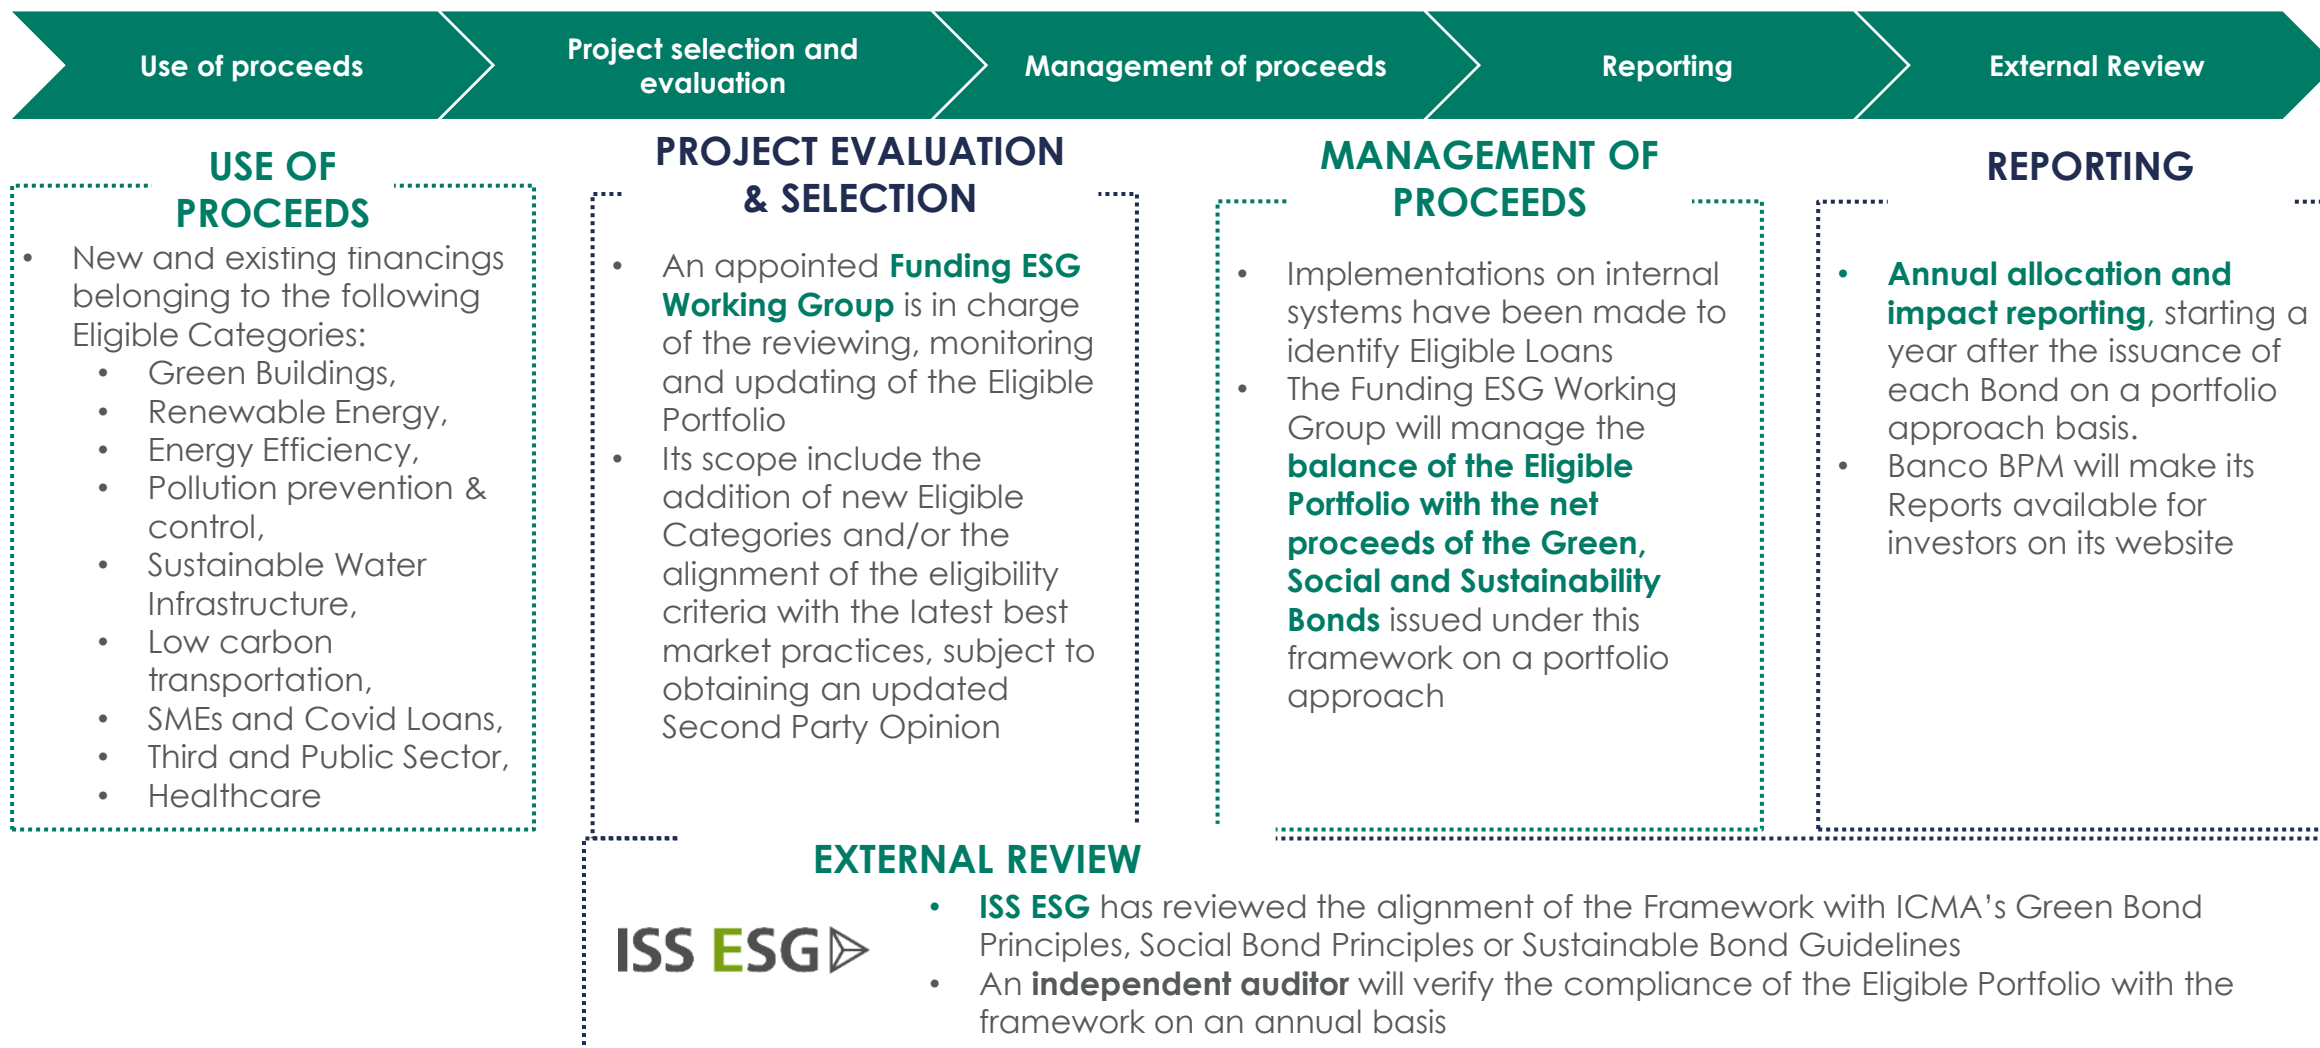 Use of proceeds
Project selection and
evaluation
Management of proceeds
Reporting
External Review
USE OF
PROCEEDS
• New and existing financings
belonging to the following
Eligible Categories:
• Green Buildings,
• Renewable Energy,
• Energy Efficiency,
• Pollution prevention &
control,
• Sustainable Water
Infrastructure,
• Low carbon
transportation,
• SMEs and Covid Loans,
• Third and Public Sector,
• Healthcare
PROJECT EVALUATION
& SELECTION
• An appointed Funding ESG
Working Group is in charge
of the reviewing, monitoring
and updating of the Eligible
Portfolio
• Its scope include the
addition of new Eligible
Categories and/or the
alignment of the eligibility
criteria with the latest best
market practices, subject to
obtaining an updated
Second Party Opinion
MANAGEMENT OF
PROCEEDS
• Implementations on internal
systems have been made to
identify Eligible Loans
• The Funding ESG Working
Group will manage the
balance of the Eligible
Portfolio with the net
proceeds of the Green,
Social and Sustainability
Bonds issued under this
framework on a portfolio
approach
REPORTING
• Annual allocation and
impact reporting, starting a
year after the issuance of
each Bond on a portfolio
approach basis.
• Banco BPM will make its
Reports available for
investors on its website
EXTERNAL REVIEW
ISS ESG
• ISS ESG has reviewed the alignment of the Framework with ICMA's Green Bond
Principles, Social Bond Principles or Sustainable Bond Guidelines
• An independent auditor will verify the compliance of the Eligible Portfolio with the
framework on an annual basis